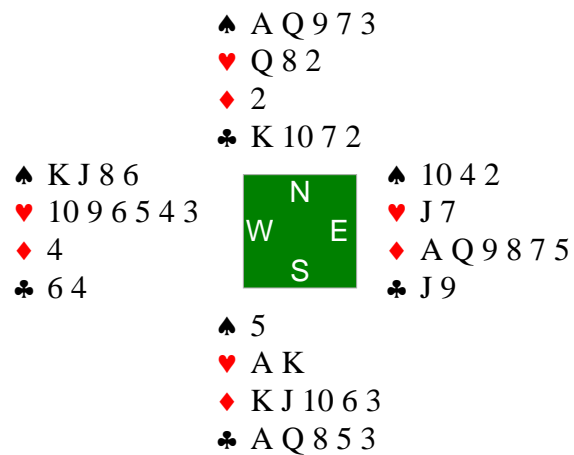 ♠ A Q 9 7 3
♥ Q 8 2
♦ 2
♣ K 10 7 2
♠ K J 8 6
♥ 10 9 6 5 4 3
♦ 4
♣ 6 4
N
W E
S
♠ 10 4 2
♥ J 7
♦ A Q 9 8 7 5
♣ J 9
♠ 5
♥ A K
♦ K J 10 6 3
♣ A Q 8 5 3